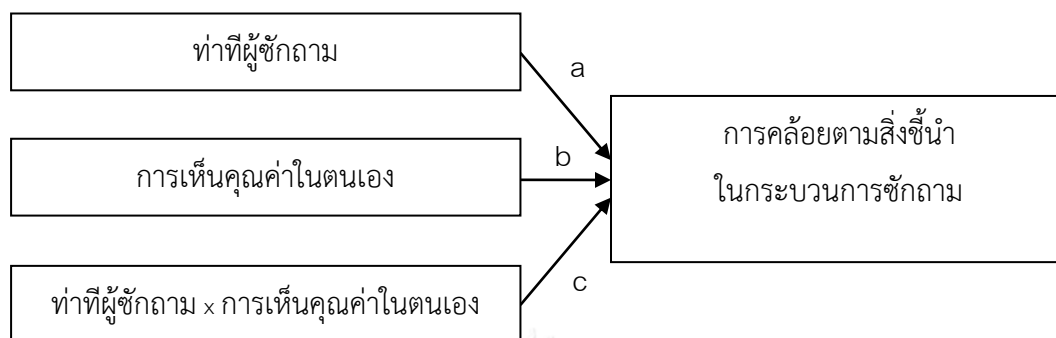 ท่าทีผู้ซักถาม
a
การคล้อยตามสิ่งชี้นำ
ในกระบวนการซักถาม
b
การเห็นคุณค่าในตนเอง
c
ท่าทีผู้ซักถาม x การเห็นคุณค่าในตนเอง